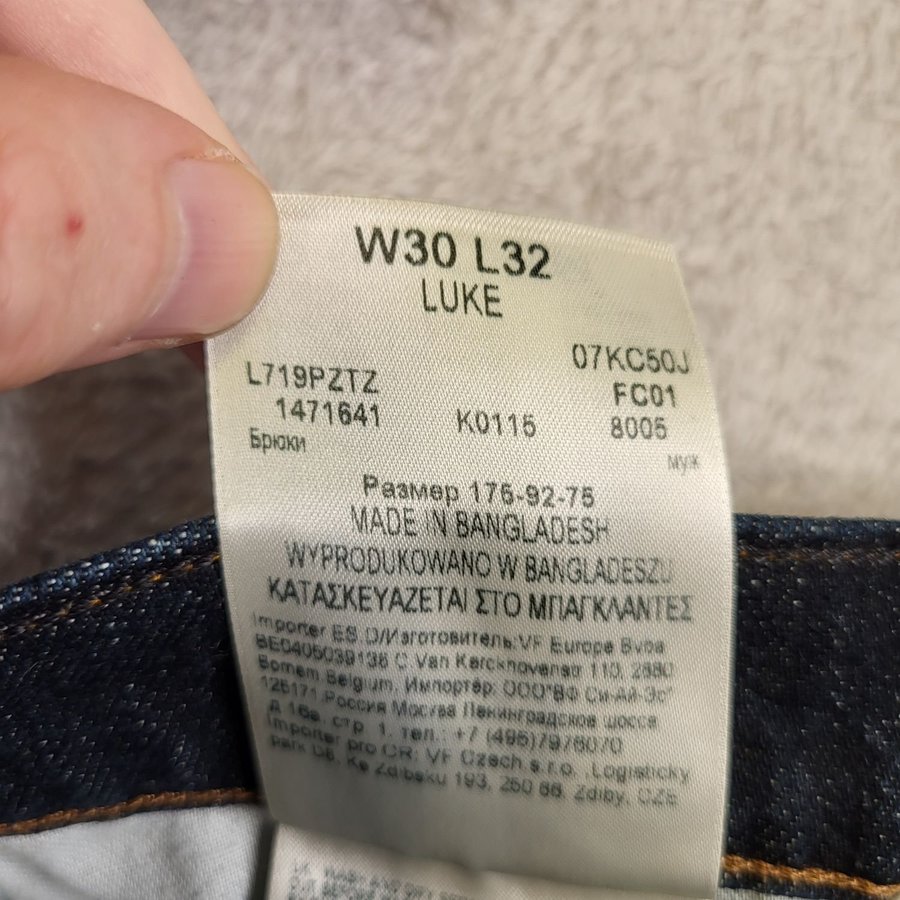 W30 L32
LUKE
07KC50J
L719PZTZ FC01
1471641 K0115 8005
Брюки муж
Размер 175-92-75
MADE IN BANGLADESH
WYPRODUKOWANO W BANGLADESZU
ΚΑΤΑΣΚΕΥΑΖΕΤΑΙ ΣΤΟ ΜΠΑΓΚΛΑΝΤΕΣ
Importer ES.D/Изготовитель:VF Europe Bvba
BE0405039136 C.Van Kerckhovenstr 110, 2880
Bornem Belgium, Импортёр: ООО"ВФ Си-Ай-Эс"
125171,Россия Москва Ленинградское шоссе
д 16а, стр 1, тел.: +7 (495)7976070
Importer pro CR: VF Czech s.r.o. ,Logisticky
park D8, Ke Zdibsku 193, 250 66 Zdiby, CZE